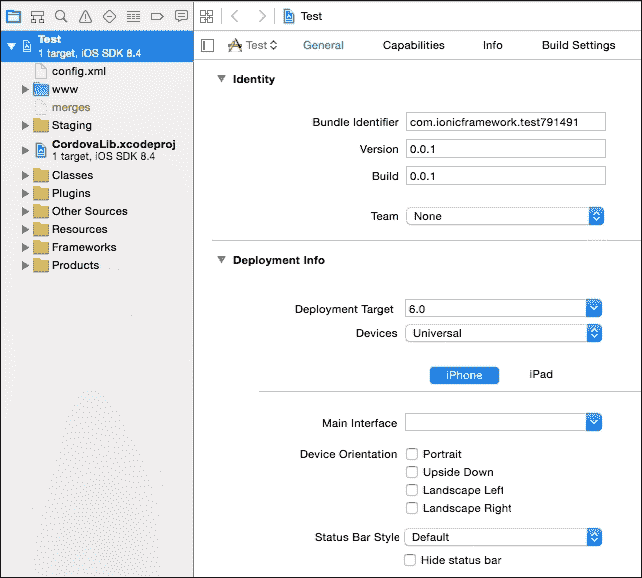 Test
1 target, iOS SDK 8.4
config.xml
www
merges
Staging
CordovaLib.xcodeproj
1 target, iOS SDK 8.4
Classes
Plugins
Other Sources
Resources
Frameworks
Products
Test
Test General Capabilities Info Build Settings
Identity
Bundle Identifier com.ionicframework.test791491
Version 0.0.1
Build 0.0.1
Team None
Deployment Info
Deployment Target 6.0
Devices Universal
iPhone iPad
Main Interface
Device Orientation Portrait
Upside Down
Landscape Left
Landscape Right
Status Bar Style Default
Hide status bar